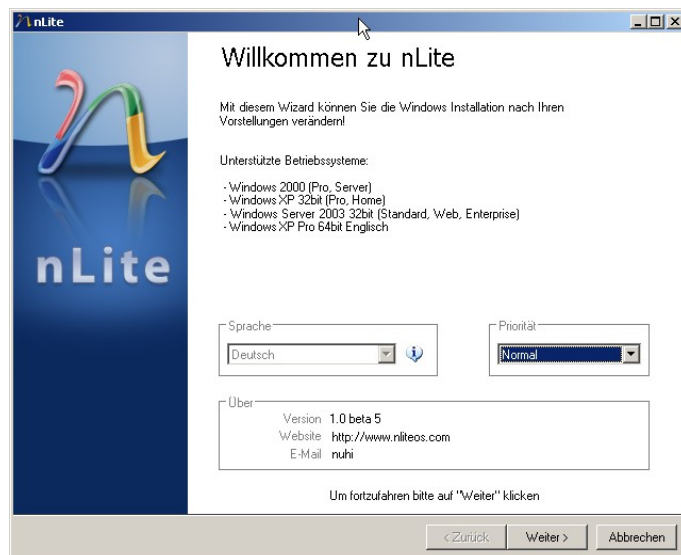 nLite
Willkommen zu nLite
Mit diesem Wizard können Sie die Windows Installation nach Ihren
Vorstellungen verändern!
Unterstützte Betriebssysteme:
- Windows 2000 (Pro, Server)
- Windows XP 32bit (Pro, Home)
- Windows Server 2003 32bit (Standard, Web, Enterprise)
- Windows XP Pro 64bit Englisch
n
nLite
Sprache
Deutsch
Priorität
Normal
Über
Version 1.0 beta 5
Website http://www.nliteos.com
E-Mail nuhi
Um fortzufahren bitte auf "Weiter" klicken
< Zurück
Weiter >
Abbrechen